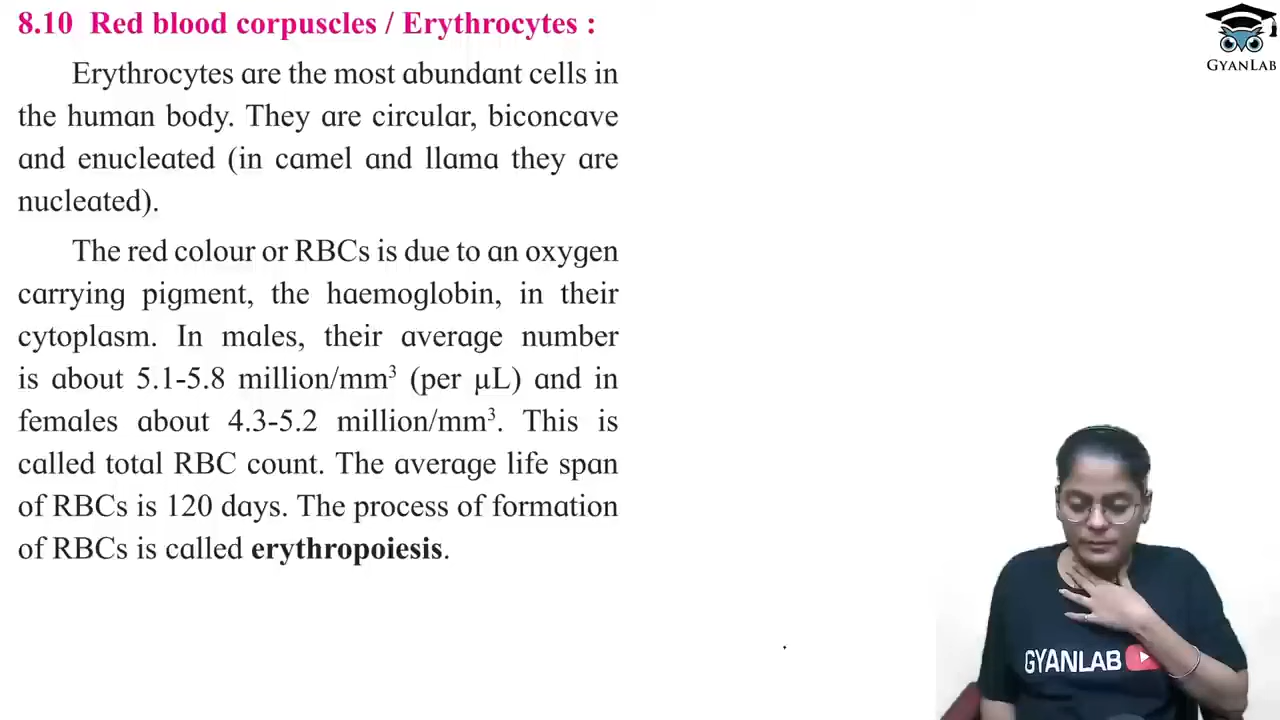 8.10 Red blood corpuscles / Erythrocytes :
Erythrocytes are the most abundant cells in
the human body. They are circular, biconcave
and enucleated (in camel and llama they are
nucleated).
The red colour or RBCs is due to an oxygen
carrying pigment, the haemoglobin, in their
cytoplasm. In males, their average number
is about 5.1-5.8 million/mm³ (per µL) and in
females about 4.3-5.2 million/mm³. This is
called total RBC count. The average life span
of RBCs is 120 days. The process of formation
of RBCs is called erythropoiesis.
GYANLAB
GYANLAB